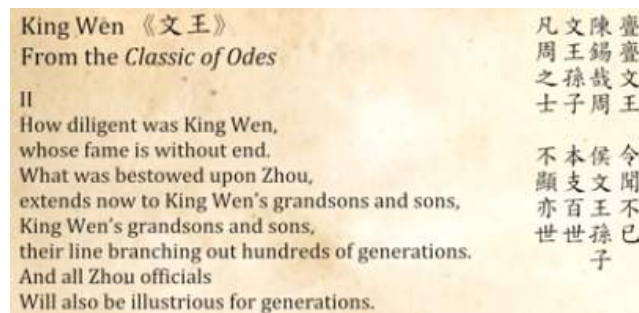 King Wen 《文王》
From the Classic of Odes
II
How diligent was King Wen,
whose fame is without end.
What was bestowed upon Zhou,
extends now to King Wen's grandsons and sons,
King Wen's grandsons and sons,
their line branching out hundreds of generations.
And all Zhou officials
Will also be illustrious for generations.
亹亹文王
令聞不已
陳錫哉周
侯文王孫子
文王孫子
本支百世
凡周之士
不顯亦世